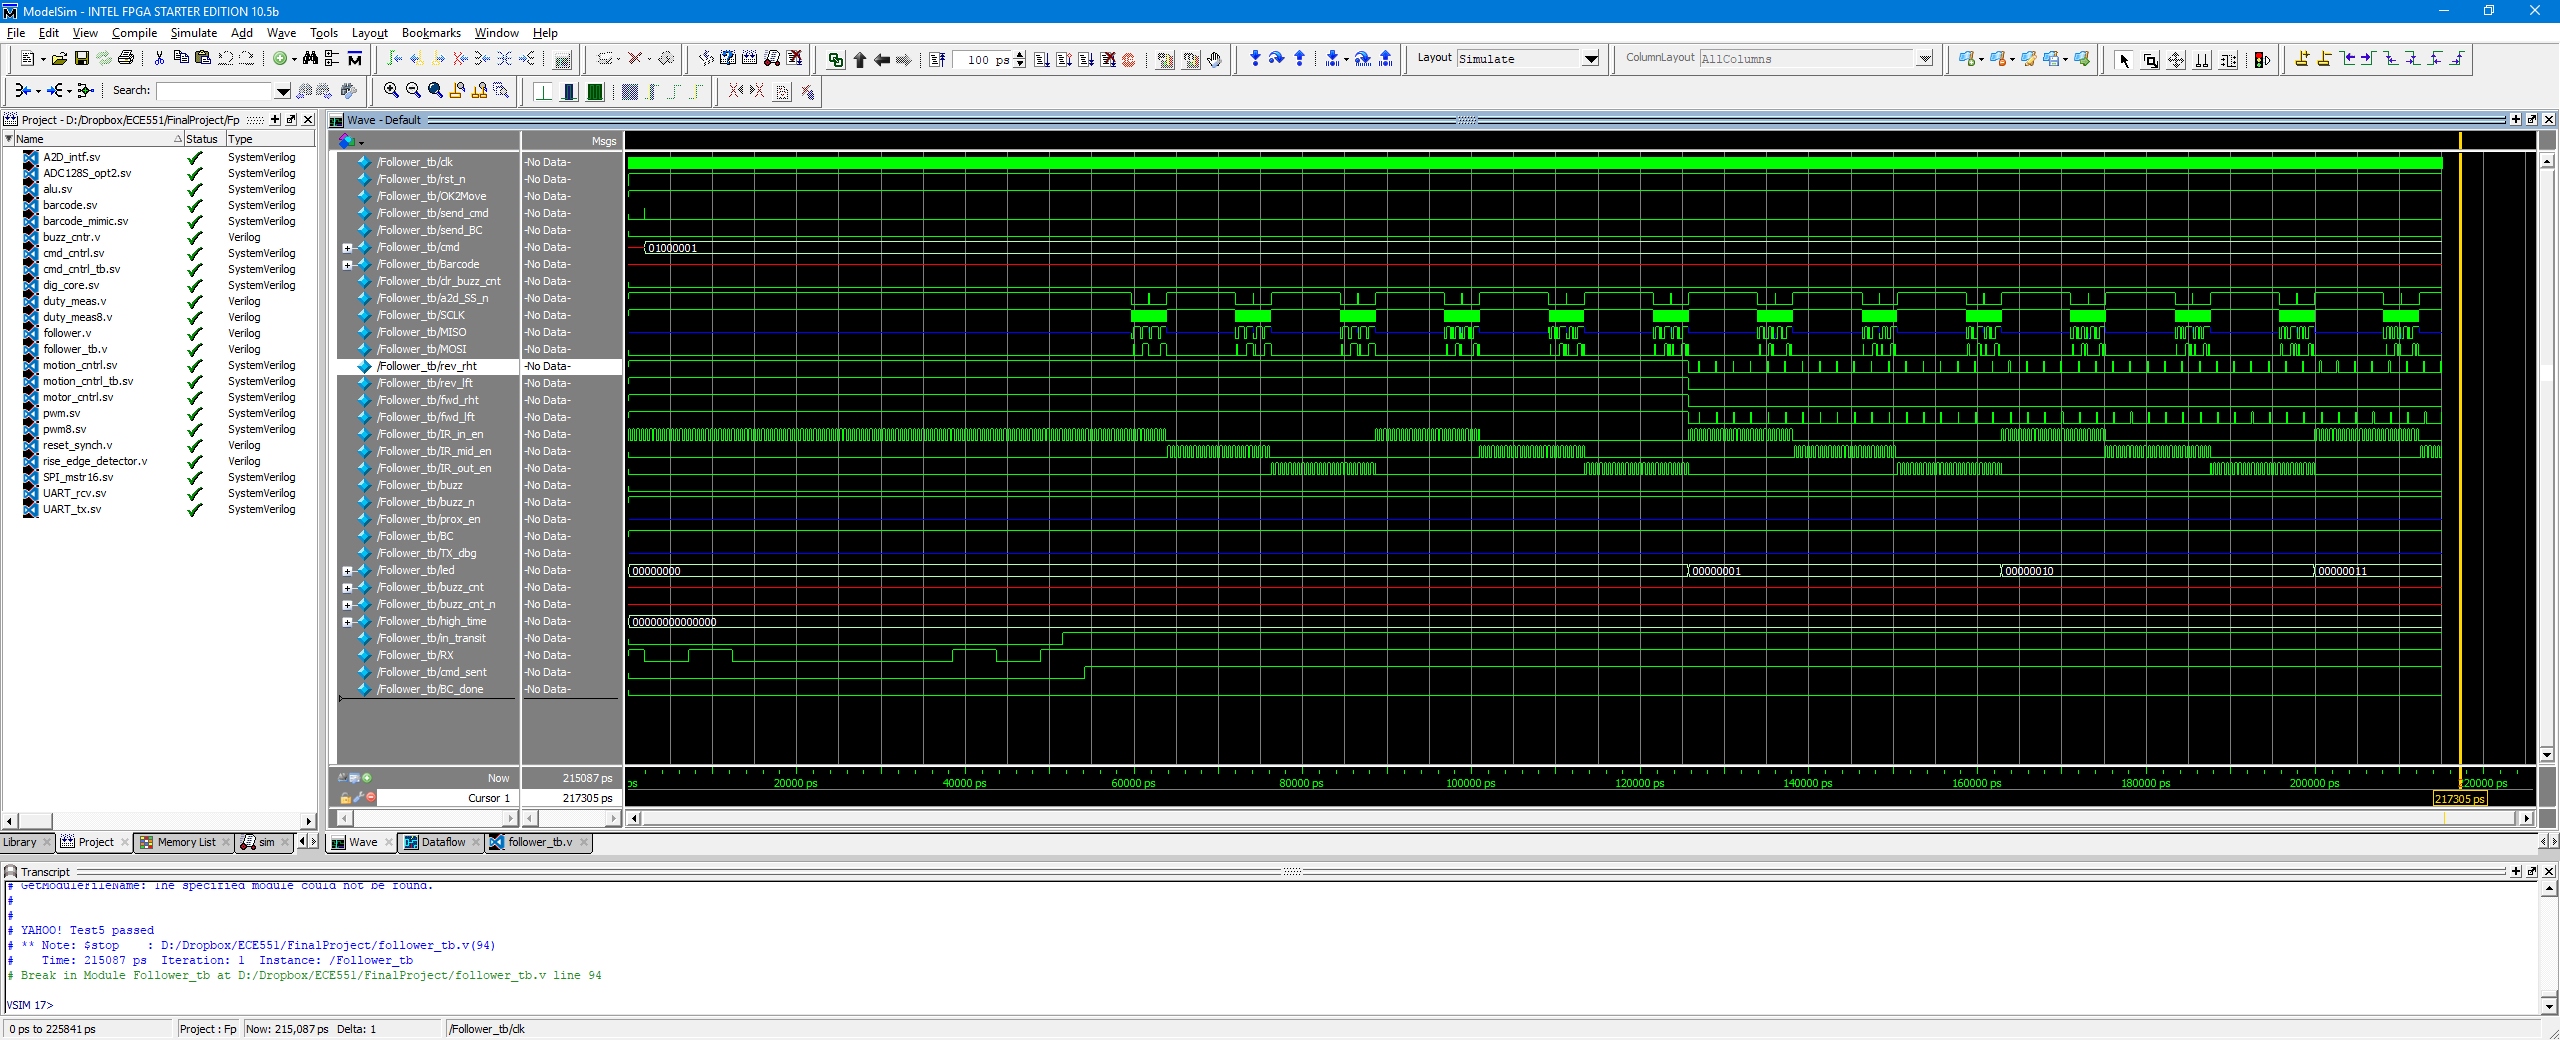 ModelSim - INTEL FPGA STARTER EDITION 10.5b
File Edit View Compile Simulate Add Wave Tools Layout Bookmarks Window Help
100 ps
Layout Simulate
ColumnLayout AllColumns
Search:
Project - D:/Dropbox/ECE551/FinalProject/Fp
Name Status Type
A2D_intf.sv SystemVerilog
ADC128S_opt2.sv SystemVerilog
alu.sv SystemVerilog
barcode.sv SystemVerilog
barcode_mimic.sv SystemVerilog
buzz_cntr.v Verilog
cmd_cntrl.sv SystemVerilog
cmd_cntrl_tb.sv SystemVerilog
dig_core.sv SystemVerilog
duty_meas.v Verilog
duty_meas8.v Verilog
follower.v Verilog
follower_tb.v Verilog
motion_cntrl.sv SystemVerilog
motion_cntrl_tb.sv SystemVerilog
motor_cntrl.sv SystemVerilog
pwm.sv SystemVerilog
pwm8.sv SystemVerilog
reset_synch.v Verilog
rise_edge_detector.v Verilog
SPI_mstr16.sv SystemVerilog
UART_rcv.sv SystemVerilog
UART_tx.sv SystemVerilog
Library Project Memory List sim
Wave - Default
Msgs
/Follower_tb/clk -No Data-
/Follower_tb/rst_n -No Data-
/Follower_tb/OK2Move -No Data-
/Follower_tb/send_cmd -No Data-
/Follower_tb/send_BC -No Data-
/Follower_tb/cmd -No Data- 01000001
/Follower_tb/Barcode -No Data-
/Follower_tb/clr_buzz_cnt -No Data-
/Follower_tb/a2d_SS_n -No Data-
/Follower_tb/SCLK -No Data-
/Follower_tb/MISO -No Data-
/Follower_tb/MOSI -No Data-
/Follower_tb/rev_rht -No Data-
/Follower_tb/rev_lft -No Data-
/Follower_tb/fwd_rht -No Data-
/Follower_tb/fwd_lft -No Data-
/Follower_tb/IR_in_en -No Data-
/Follower_tb/IR_mid_en -No Data-
/Follower_tb/IR_out_en -No Data-
/Follower_tb/buzz -No Data-
/Follower_tb/buzz_n -No Data-
/Follower_tb/prox_en -No Data-
/Follower_tb/BC -No Data-
/Follower_tb/TX_dbg -No Data-
/Follower_tb/led -No Data- 00000000 00000001 00000010 00000011
/Follower_tb/buzz_cnt -No Data-
/Follower_tb/buzz_cnt_n -No Data-
/Follower_tb/high_time -No Data- 00000000000000
/Follower_tb/in_transit -No Data-
/Follower_tb/RX -No Data-
/Follower_tb/cmd_sent -No Data-
/Follower_tb/BC_done -No Data-
Now 215087 ps ps 20000 ps 40000 ps 60000 ps 80000 ps 100000 ps 120000 ps 140000 ps 160000 ps 180000 ps 200000 ps 220000 ps
Cursor 1 217305 ps 217305 ps
Wave Dataflow follower_tb.v
Transcript
# GetModuleFileName: The specified module could not be found.
#
#
# YAHOO! Test5 passed
# ** Note: $stop : D:/Dropbox/ECE551/FinalProject/follower_tb.v(94)
# Time: 215087 ps Iteration: 1 Instance: /Follower_tb
# Break in Module Follower_tb at D:/Dropbox/ECE551/FinalProject/follower_tb.v line 94
VSIM 17>
0 ps to 225841 ps Project : Fp Now: 215,087 ps Delta: 1 /Follower_tb/clk